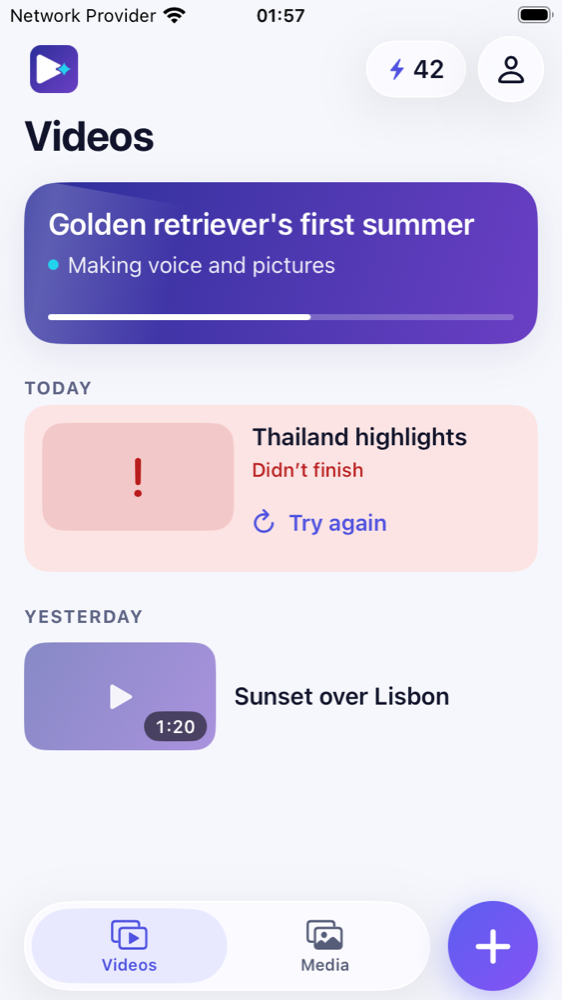 Network Provider 01:57
42
Videos
Golden retriever's first summer
Making voice and pictures
TODAY
Thailand highlights
Didn’t finish
Try again
YESTERDAY
1:20
Sunset over Lisbon
Videos
Media